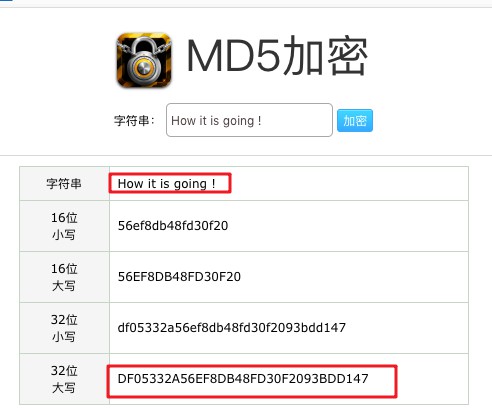 MD5加密
字符串： How it is going ! 加密
字符串 How it is going !
16位 小写 56ef8db48fd30f20
16位 大写 56EF8DB48FD30F20
32位 小写 df05332a56ef8db48fd30f2093bdd147
32位 大写 DF05332A56EF8DB48FD30F2093BDD147